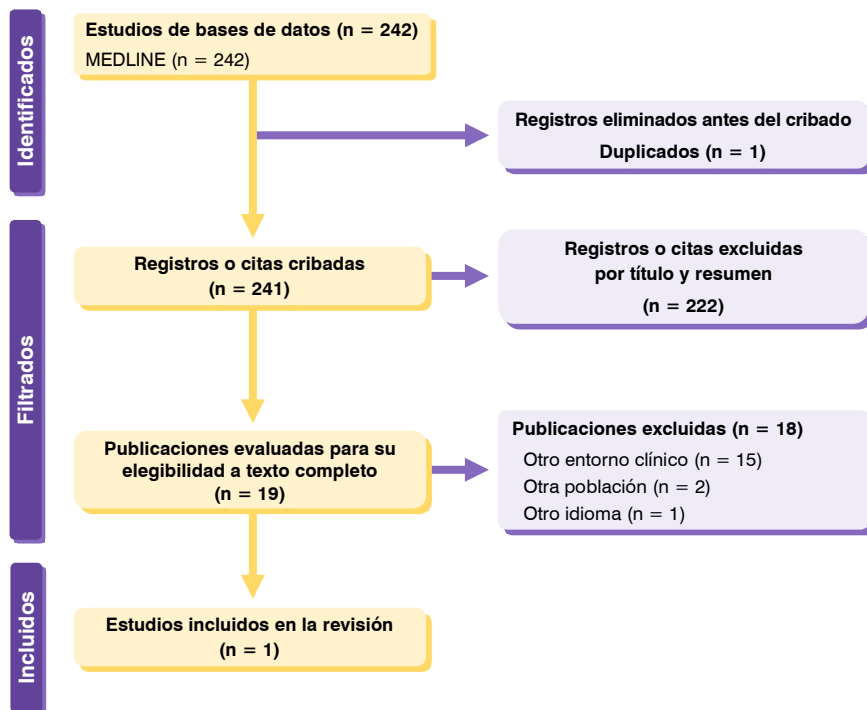 Identificados
Estudios de bases de datos (n = 242)
MEDLINE (n = 242)
Registros eliminados antes del cribado
Duplicados (n = 1)
Filtrados
Registros o citas cribadas
(n = 241)
Registros o citas excluidas
por título y resumen
(n = 222)
Publicaciones evaluadas para su
elegibilidad a texto completo
(n = 19)
Publicaciones excluidas (n = 18)
Otro entorno clínico (n = 15)
Otra población (n = 2)
Otro idioma (n = 1)
Incluidos
Estudios incluidos en la revisión
(n = 1)